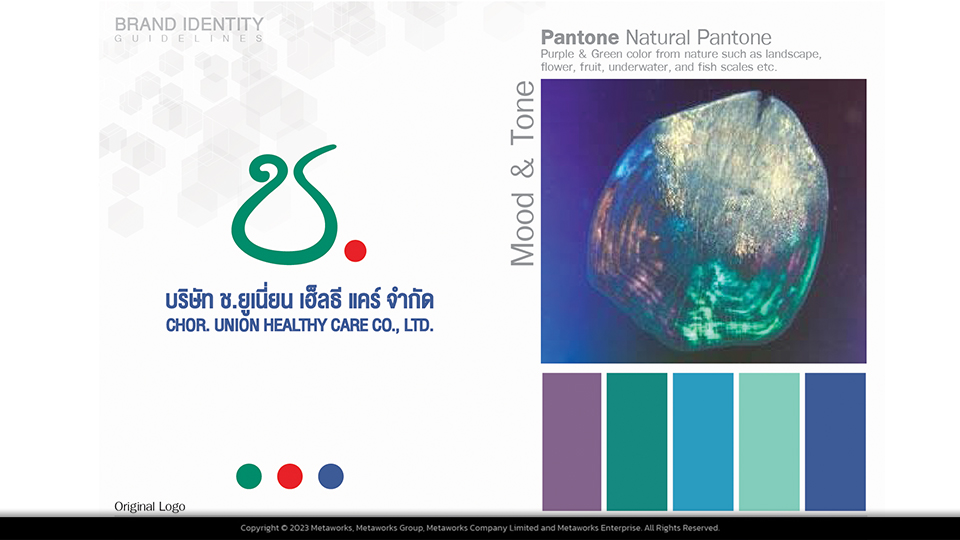 BRAND IDENTITY
GUIDELINES
ช.
บริษัท ช.ยูเนี่ยน เฮ็ลธี แคร์ จำกัด
CHOR. UNION HEALTHY CARE CO., LTD.
Original Logo
Pantone Natural Pantone
Purple & Green color from nature such as landscape,
flower, fruit, underwater, and fish scales etc.
Mood & Tone
Copyright © 2023 Metaworks, Metaworks Group, Metaworks Company Limited and Metaworks Enterprise. All Rights Reserved.